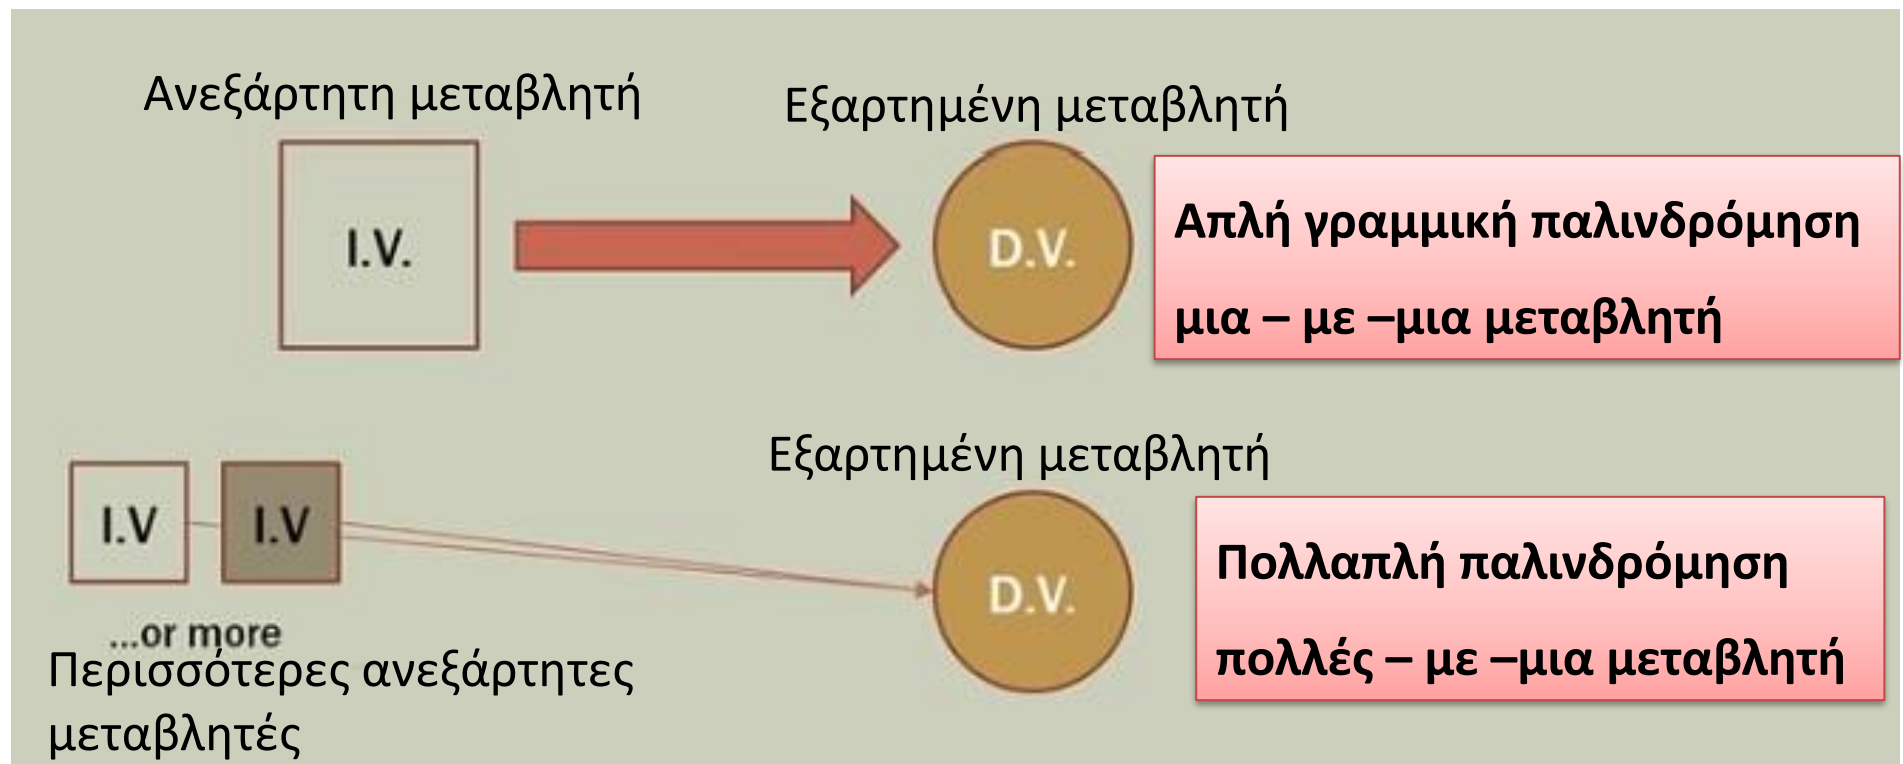 Ανεξάρτητη μεταβλητή
Εξαρτημένη μεταβλητή
I.V.
D.V.
Απλή γραμμική παλινδρόμηση
μια – με –μια μεταβλητή
Εξαρτημένη μεταβλητή
I.V
I.V
D.V.
Πολλαπλή παλινδρόμηση
πολλές – με –μια μεταβλητή
...or more
Περισσότερες ανεξάρτητες
μεταβλητές